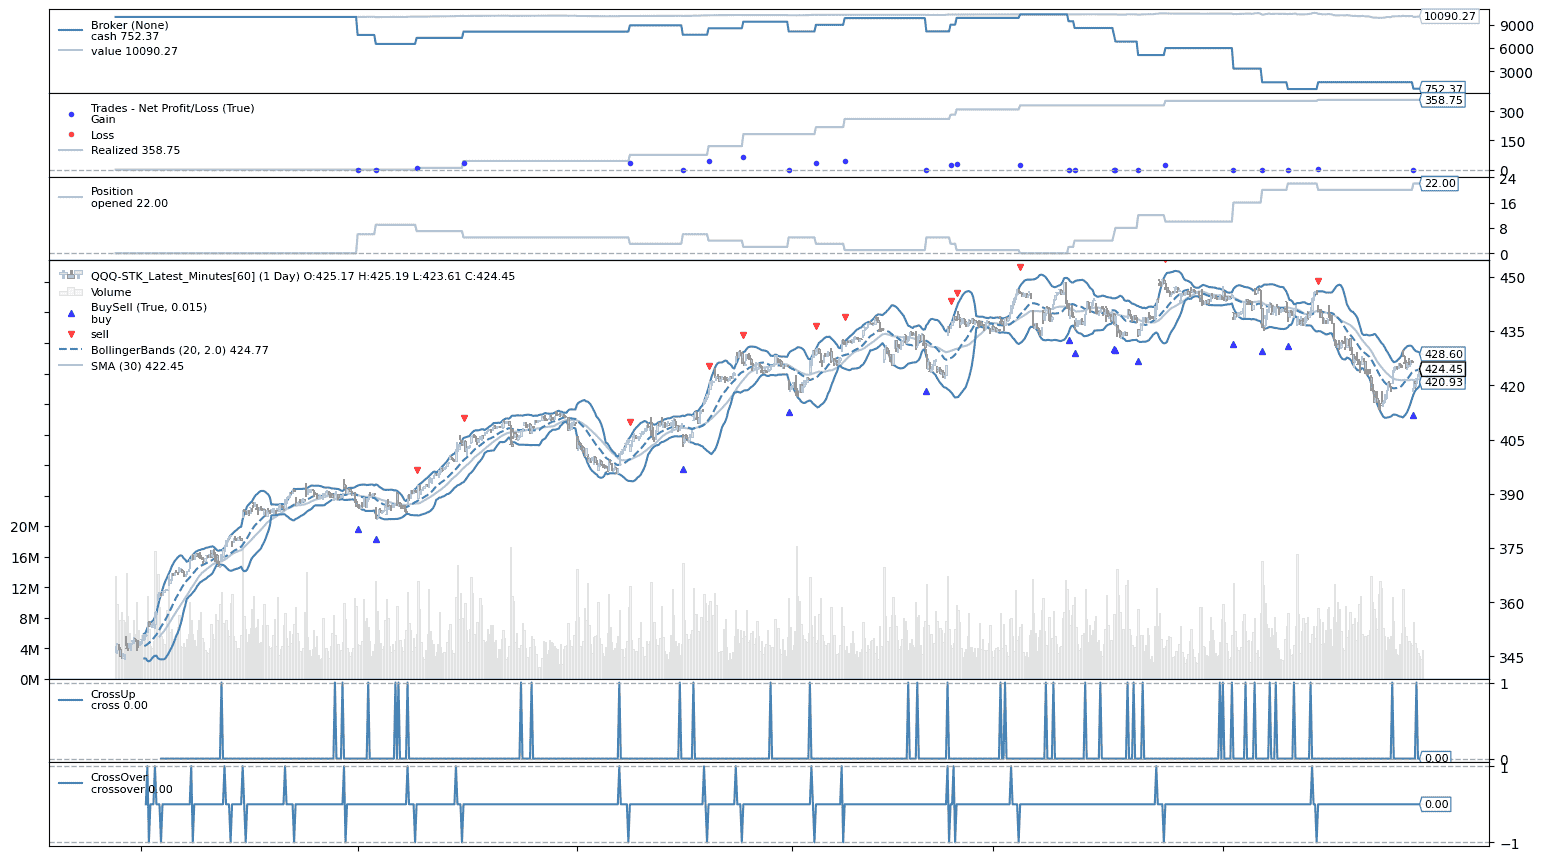 Broker (None)
cash 752.37
value 10090.27
10090.27
9000
6000
3000
752.37
Trades - Net Profit/Loss (True)
Gain
Loss
Realized 358.75
358.75
300
150
0
Position
opened 22.00
24
22.00
16
8
0
QQQ-STK_Latest_Minutes[60] (1 Day) O:425.17 H:425.19 L:423.61 C:424.45
Volume
BuySell (True, 0.015)
buy
sell
BollingerBands (20, 2.0) 424.77
SMA (30) 422.45
450
435
428.60
424.45
420.93
420
405
390
375
360
345
20M
16M
12M
8M
4M
0M
CrossUp
cross 0.00
1
0.00
0
CrossOver
crossover 0.00
1
0.00
−1